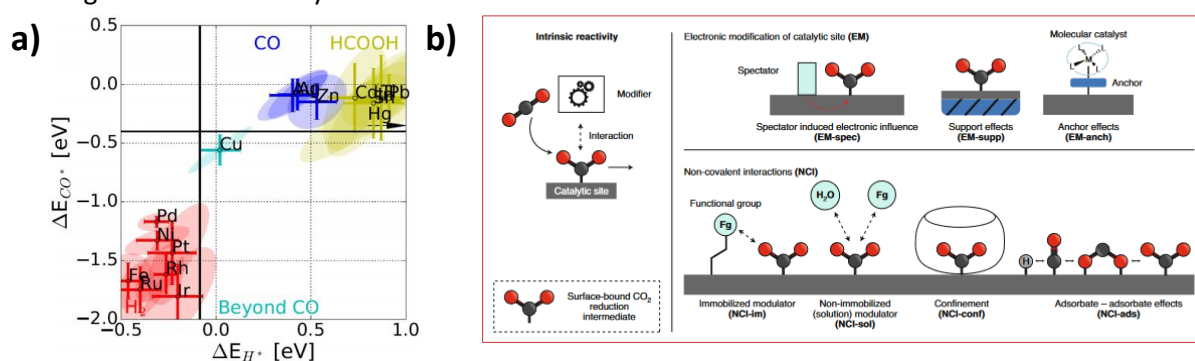 a)
0.5
0.0
−0.5
−1.0
−1.5
−2.0
ΔE_CO* [eV]
CO
HCOOH
Zn
Cd
Pb
Hg
Cu
Pd
Ni
Pt
Fe
Rh
Ru
Ir
H₂
Beyond CO
−0.5
0.0
0.5
1.0
ΔE_H* [eV]
b)
Intrinsic reactivity
Modifier
Interaction
Catalytic site
Surface-bound CO₂
reduction
intermediate
Electronic modification of catalytic site (EM)
Spectator
Spectator induced electronic influence
(EM-spec)
Support effects
(EM-supp)
Molecular catalyst
L
L
M
L
L
Anchor
Anchor effects
(EM-anch)
Non-covalent interactions (NCI)
Functional group
Fg
Immobilized modulator
(NCI-im)
H₂O
Fg
Non-immobilized
(solution) modulator
(NCI-sol)
Confinement
(NCI-conf)
H
Adsorbate – adsorbate effects
(NCI-ads)